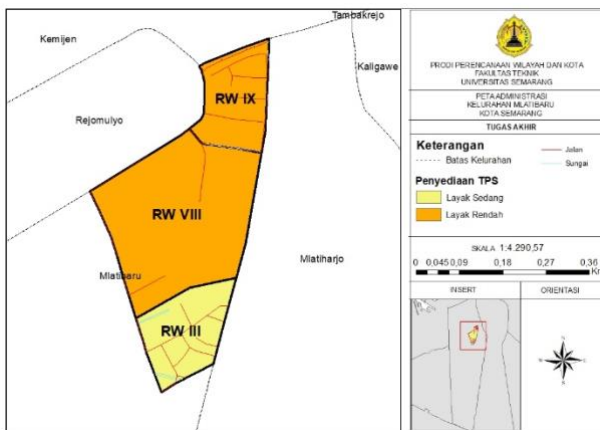 Kemijen
Tambakrejo
Kaligawe
RW IX
Rejomulyo
RW VIII
Mlatiharjo
Mlatibaru
RW III
PRODI PERENCANAAN WILAYAH DAN KOTA
FAKULTAS TEKNIK
UNIVERSITAS SEMARANG
PETA ADMINISTRASI
KELURAHAN MLATIBARU
KOTA SEMARANG
TUGAS AKHIR
Keterangan
Batas Kelurahan
Jalan
Sungai
Penyediaan TPS
Layak Sedang
Layak Rendah
SKALA 1:4.290,57
0 0,045 0,09 0,18 0,27 0,36
Km
INSERT
ORIENTASI